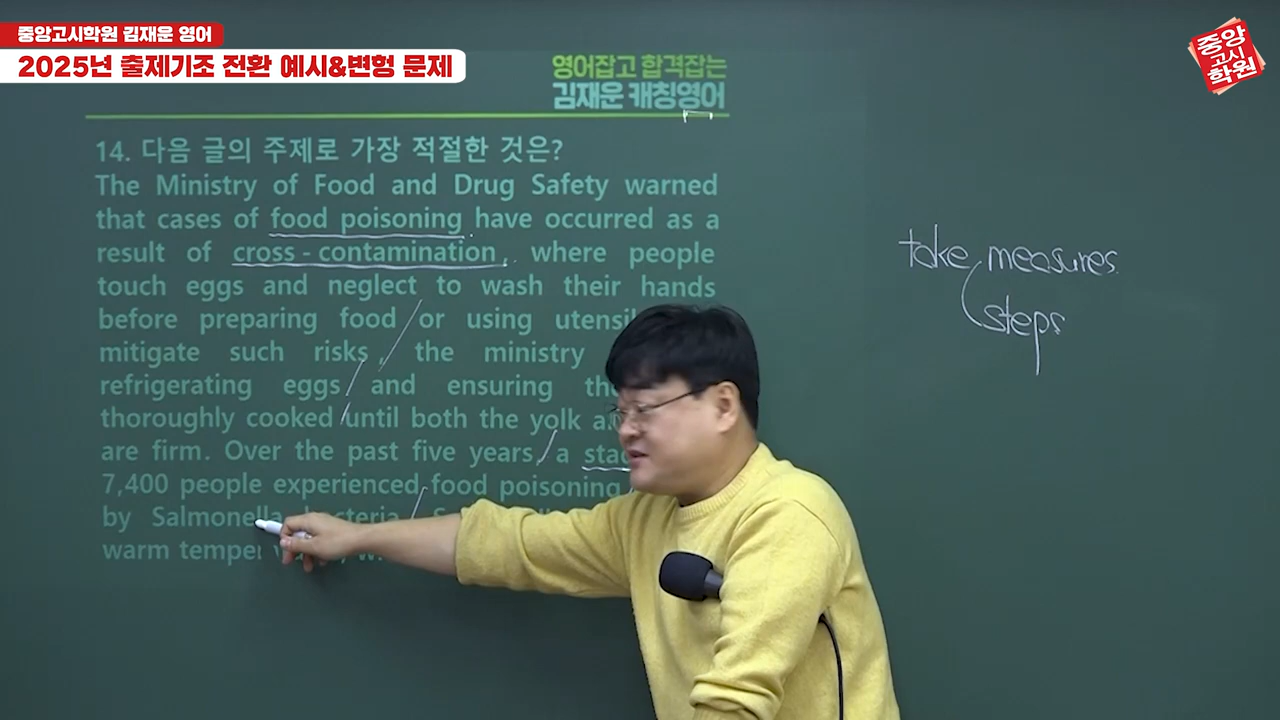 중앙고시학원 김재운 영어
2025년 출제기조 전환 예시&변형 문제
중앙
고시
학원
영어잡고 합격잡는
김재운 캐칭영어
14. 다음 글의 주제로 가장 적절한 것은?
The Ministry of Food and Drug Safety warned
that cases of food poisoning have occurred as a
result of cross-contamination, where people
touch eggs and neglect to wash their hands
before preparing food or using
mitigate such risks, the ministry
refrigerating eggs and ensuring
thoroughly cooked until both the yolk
are firm. Over the past five years, a
7,400 people experienced food poisoning
by Salmonella bacteria.
warm
take measures
steps